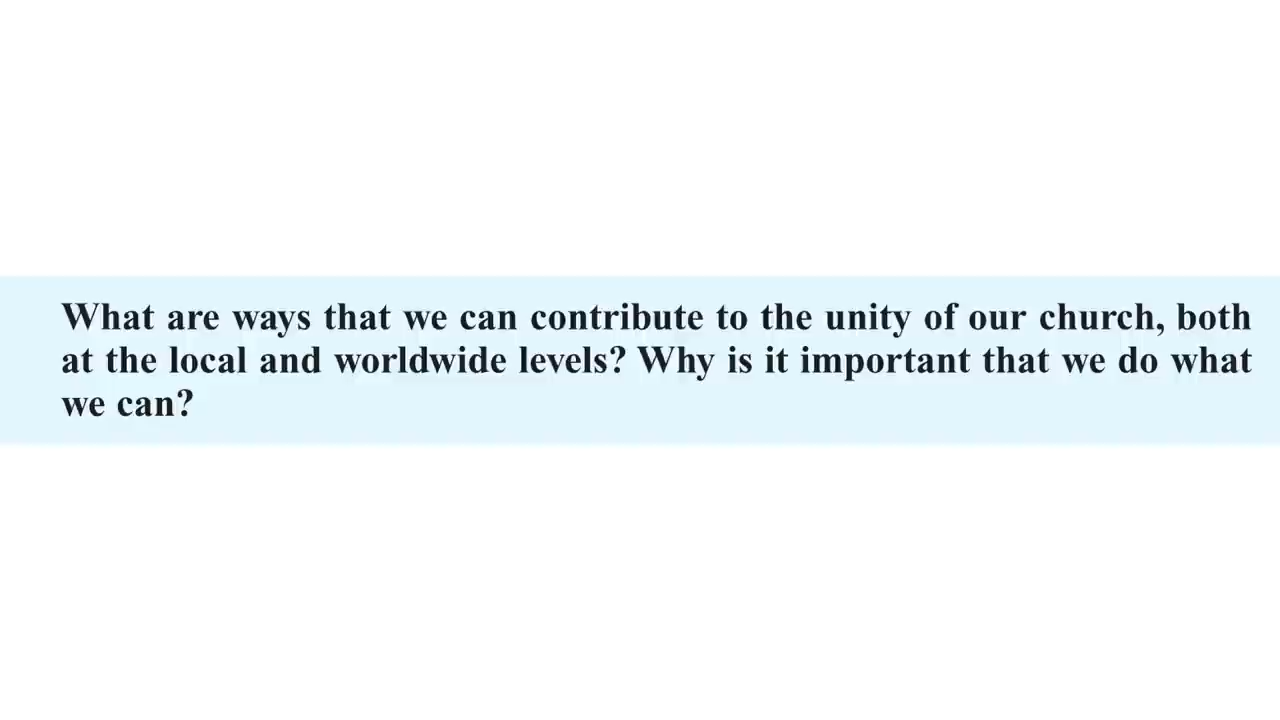 What are ways that we can contribute to the unity of our church, both
at the local and worldwide levels? Why is it important that we do what
we can?